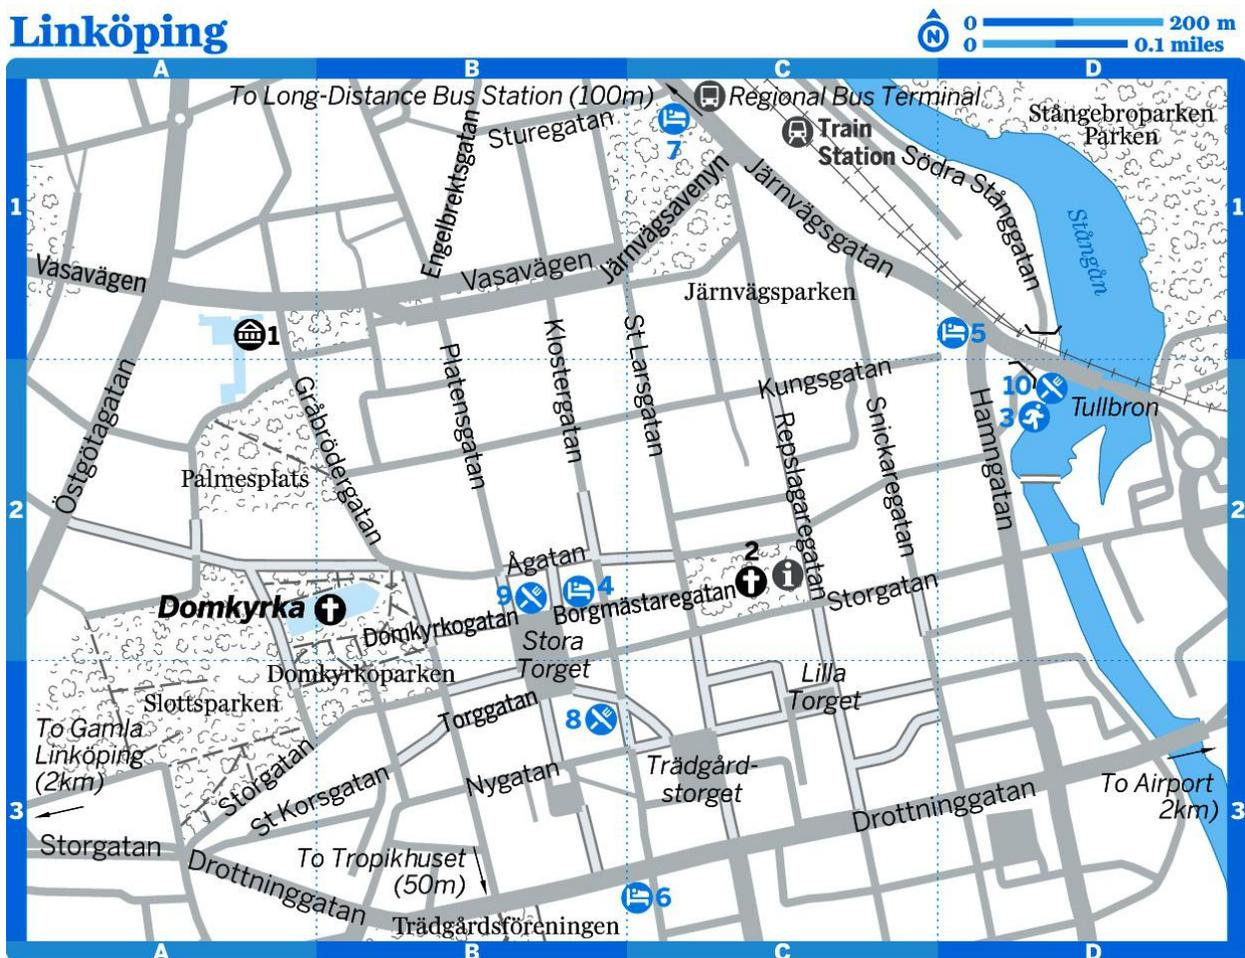 Linköping
N
0 200 m
0 0.1 miles
A B C D
To Long-Distance Bus Station (100m)
Regional Bus Terminal
Stångebroparken
Parken
Sturegatan
7
Train
Station
Södra Stånggatan
1
1
Engelbrektsgatan
Järnvägsavenyn
Järnvägsgatan
Stångån
Vasavägen
Vasavägen
Järnvägsparken
1
5
Platensgatan
Klostergatan
St Larsgatan
Kungsgatan
10
Tullbron
3
Östgötagatan
Gråbrödergatan
Repslagaregatan
Snickaregatan
Hamngatan
Palmesplats
2
2
Ågatan
2
Domkyrka
9
4
Borgmästaregatan
Storgatan
Domkyrkogatan
Stora
Torget
Domkyrkoparken
Slottsparken
Lilla
Torget
Torggatan
8
To Gamla
Linköping
(2km)
Storgatan
St Korsgatan
Nygatan
Trädgård-
storget
To Airport
2km)
3
3
Drottninggatan
Storgatan
Drottninggatan
To Tropikhuset
(50m)
6
Trädgårdsföreningen
A B C D